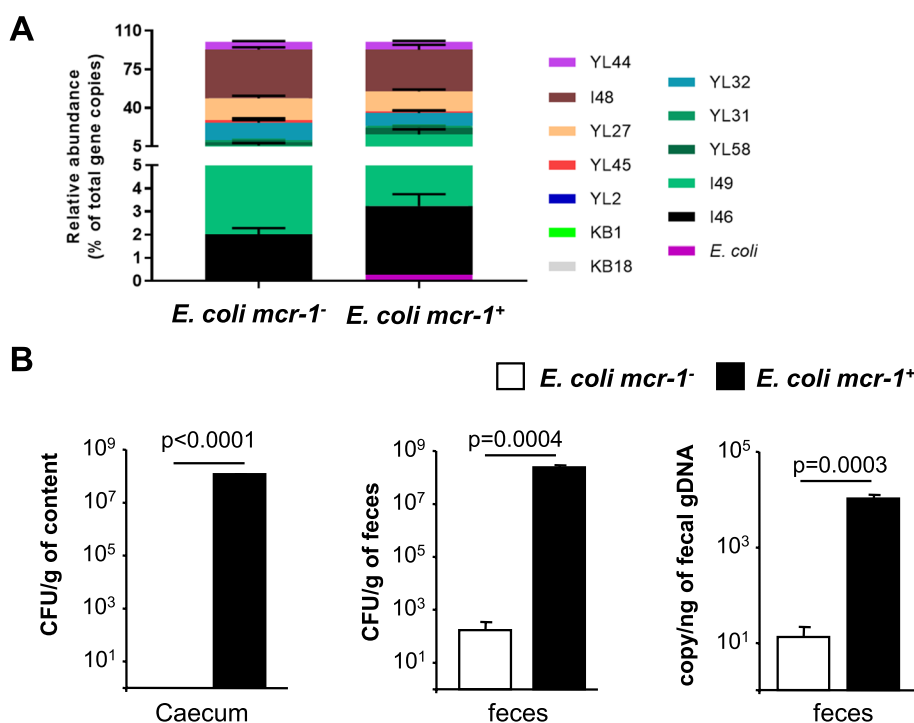 A
Relative abundance
(% of total gene copies)
110
75
40
5
5
4
3
2
1
0
E. coli mcr-1⁻
E. coli mcr-1⁺
YL44
I48
YL27
YL45
YL2
KB1
KB18
YL32
YL31
YL58
I49
I46
E. coli
B
E. coli mcr-1⁻
E. coli mcr-1⁺
CFU/g of content
10⁹
10⁷
10⁵
10³
10¹
p<0.0001
Caecum
CFU/g of feces
10⁹
10⁷
10⁵
10³
10¹
p=0.0004
feces
copy/ng of fecal gDNA
10⁵
10³
10¹
p=0.0003
feces